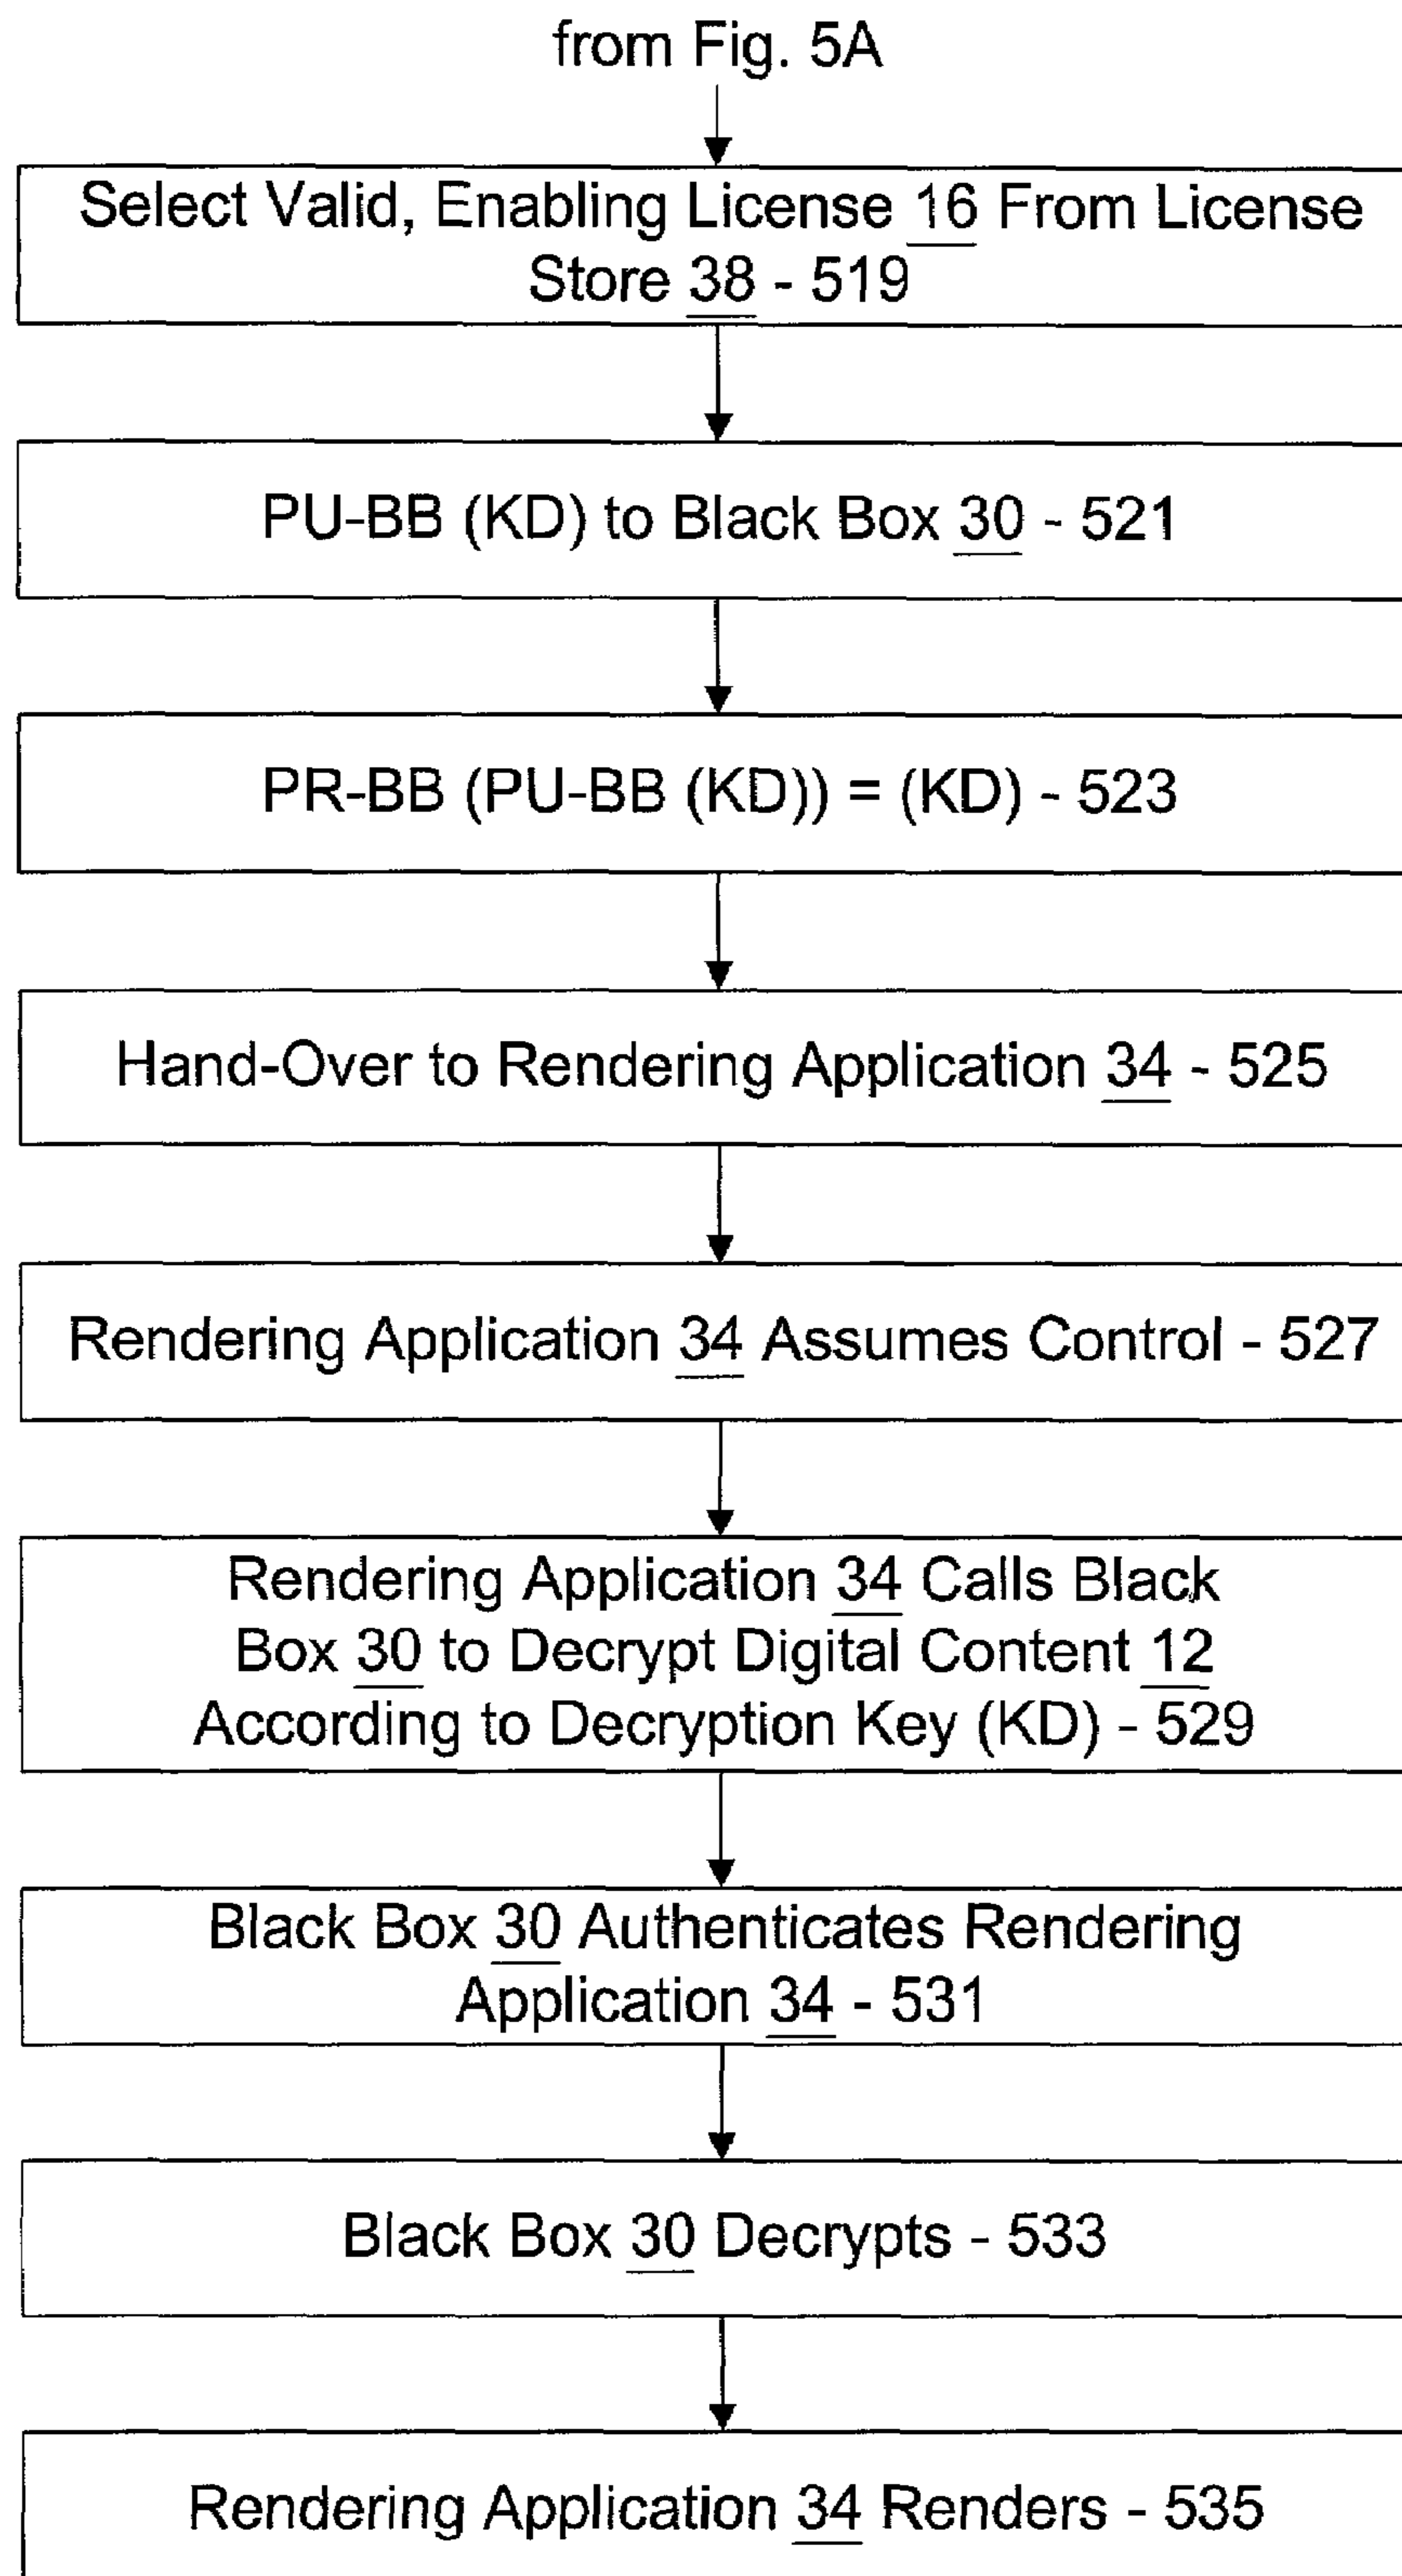 from Fig. 5A
Select Valid, Enabling License 16 From License
Store 38 - 519
PU-BB (KD) to Black Box 30 - 521
PR-BB (PU-BB (KD)) = (KD) - 523
Hand-Over to Rendering Application 34 - 525
Rendering Application 34 Assumes Control - 527
Rendering Application 34 Calls Black
Box 30 to Decrypt Digital Content 12
According to Decryption Key (KD) - 529
Black Box 30 Authenticates Rendering
Application 34 - 531
Black Box 30 Decrypts - 533
Rendering Application 34 Renders - 535